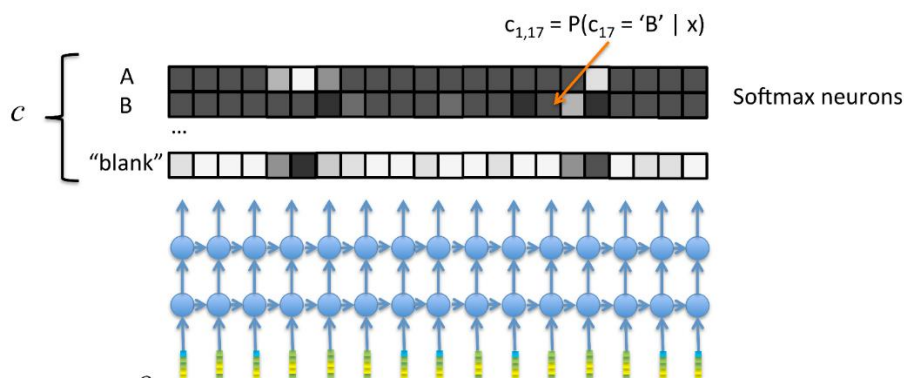 c₁,₁₇ = P(c₁₇ = ‘B’ | x)
A
B
c
Softmax neurons
...
“blank”